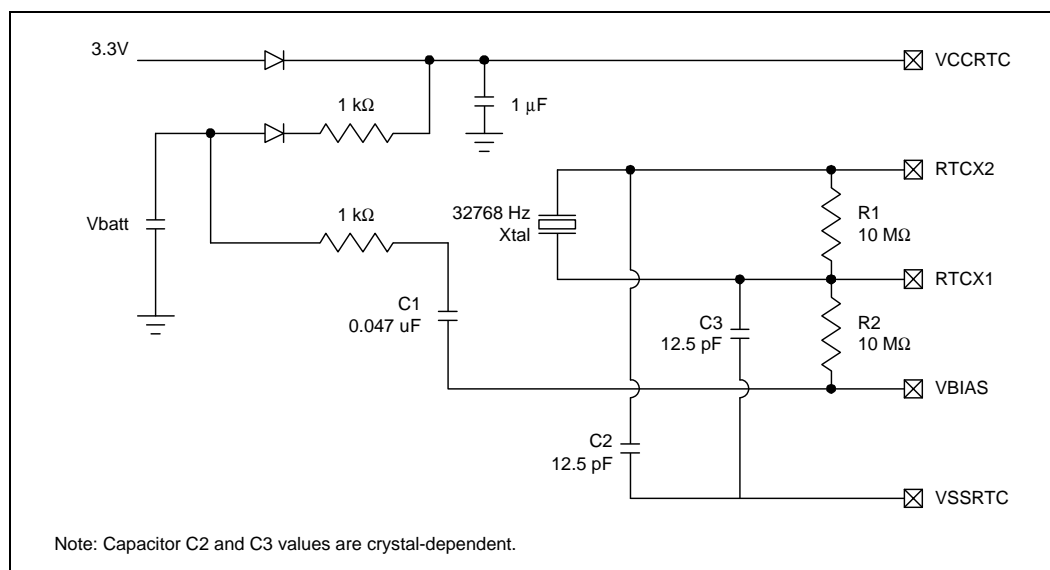 3.3V
VCCRTC
1 kΩ
1 μF
RTCX2
Vbatt
1 kΩ
32768 Hz
Xtal
R1
10 MΩ
RTCX1
C1
0.047 uF
C3
12.5 pF
R2
10 MΩ
VBIAS
C2
12.5 pF
VSSRTC
Note: Capacitor C2 and C3 values are crystal-dependent.